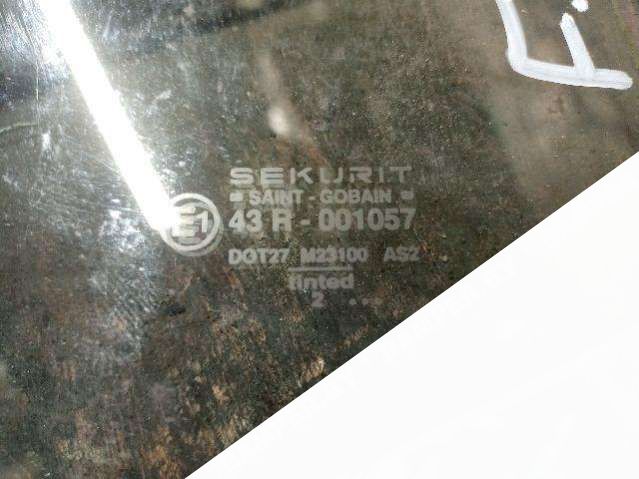 SEKURIT
SAINT - GOBAIN
E1 43 R - 001057
DOT27 M23100 AS2
tinted
2 ..
F.